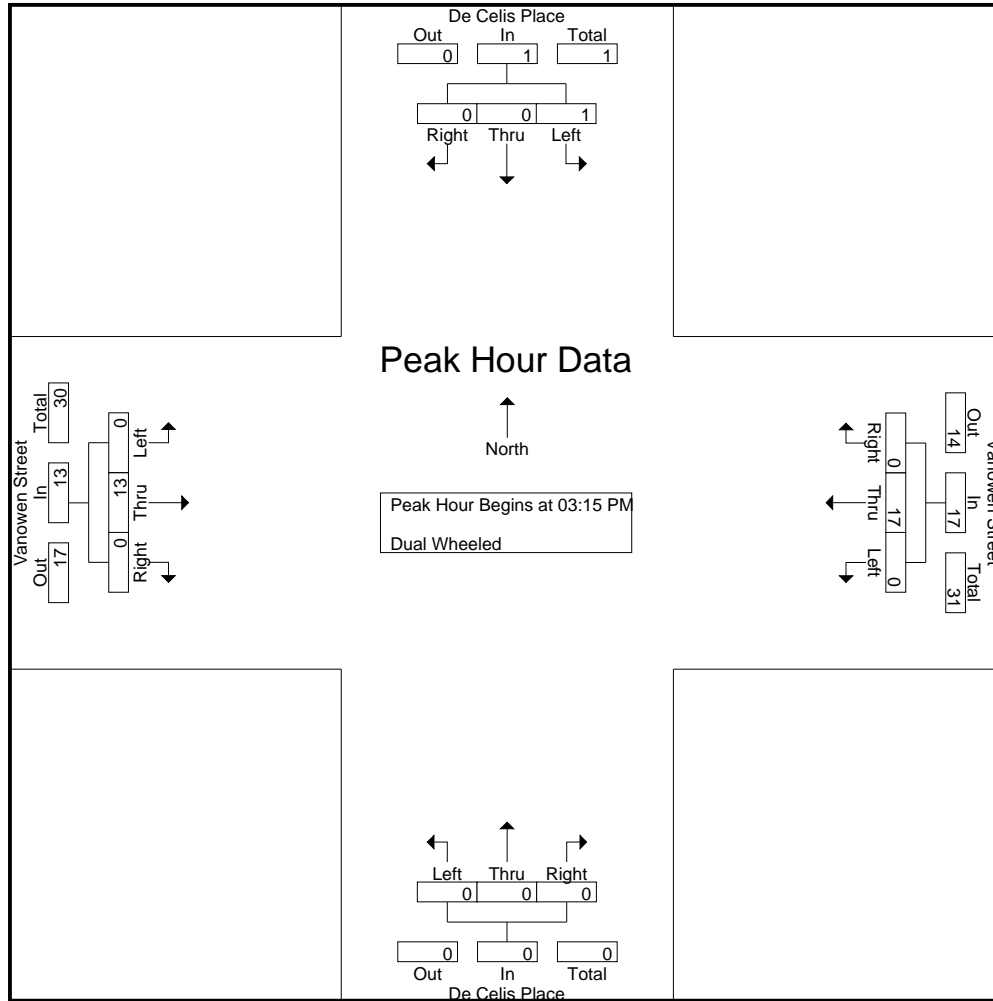 De Celis Place
Out In Total
0 1 1
0 0 1
Right Thru Left
Peak Hour Data
North
Peak Hour Begins at 03:15 PM
Dual Wheeled
Vanowen Street
Total In Out
30 13 17
0 13 0
Left Thru Right
Vanowen Street
Out In Total
14 17 31
0 17 0
Right Thru Left
Left Thru Right
0 0 0
0 0 0
Out In Total
De Celis Place